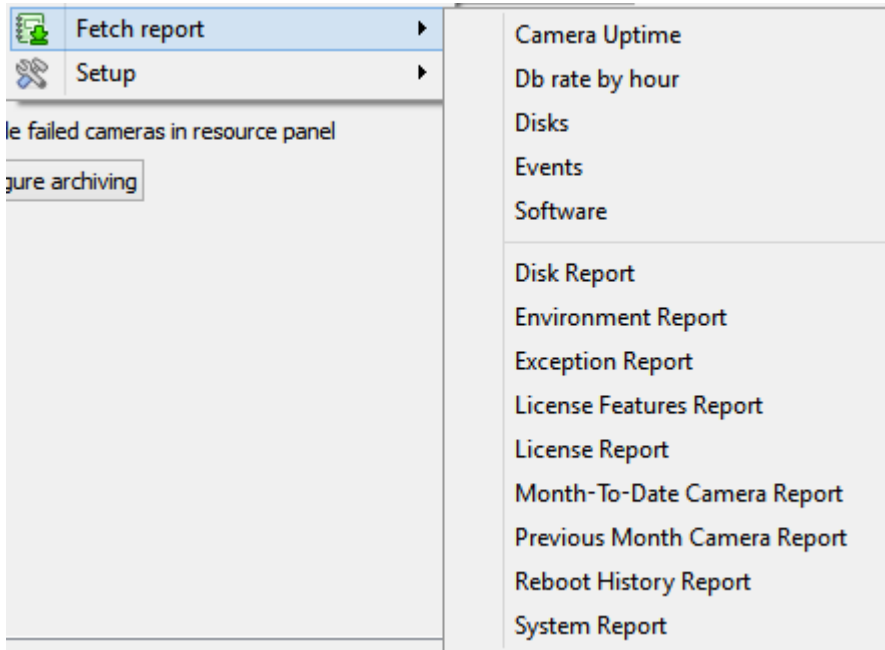 Fetch report
Setup
le failed cameras in resource panel
gure archiving
Camera Uptime
Db rate by hour
Disks
Events
Software
Disk Report
Environment Report
Exception Report
License Features Report
License Report
Month-To-Date Camera Report
Previous Month Camera Report
Reboot History Report
System Report